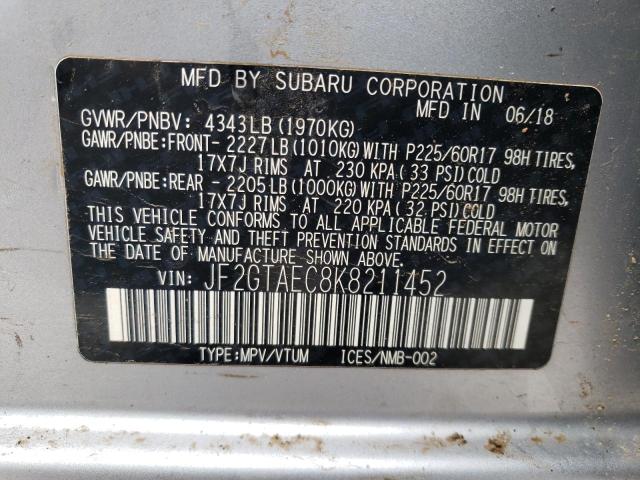 MFD BY SUBARU CORPORATION
MFD IN 06/18
GVWR/PNBV: 4343LB (1970KG)
GAWR/PNBE:FRONT- 2227LB(1010KG)WITH P225/60R17 98H TIRES,
17X7J RIMS AT 230 KPA ( 33 PSI) COLD
GAWR/PNBE:REAR - 2205LB(1000KG)WITH P225/60R17 98H TIRES,
17X7J RIMS AT 220 KPA ( 32 PSI) COLD
THIS VEHICLE CONFORMS TO ALL APPLICABLE FEDERAL MOTOR
VEHICLE SAFETY AND THEFT PREVENTION STANDARDS IN EFFECT ON
THE DATE OF MANUFACTURE SHOWN ABOVE.
VIN: JF2GTAEC8K8211452
TYPE:MPV/VTUM ICES/NMB-002